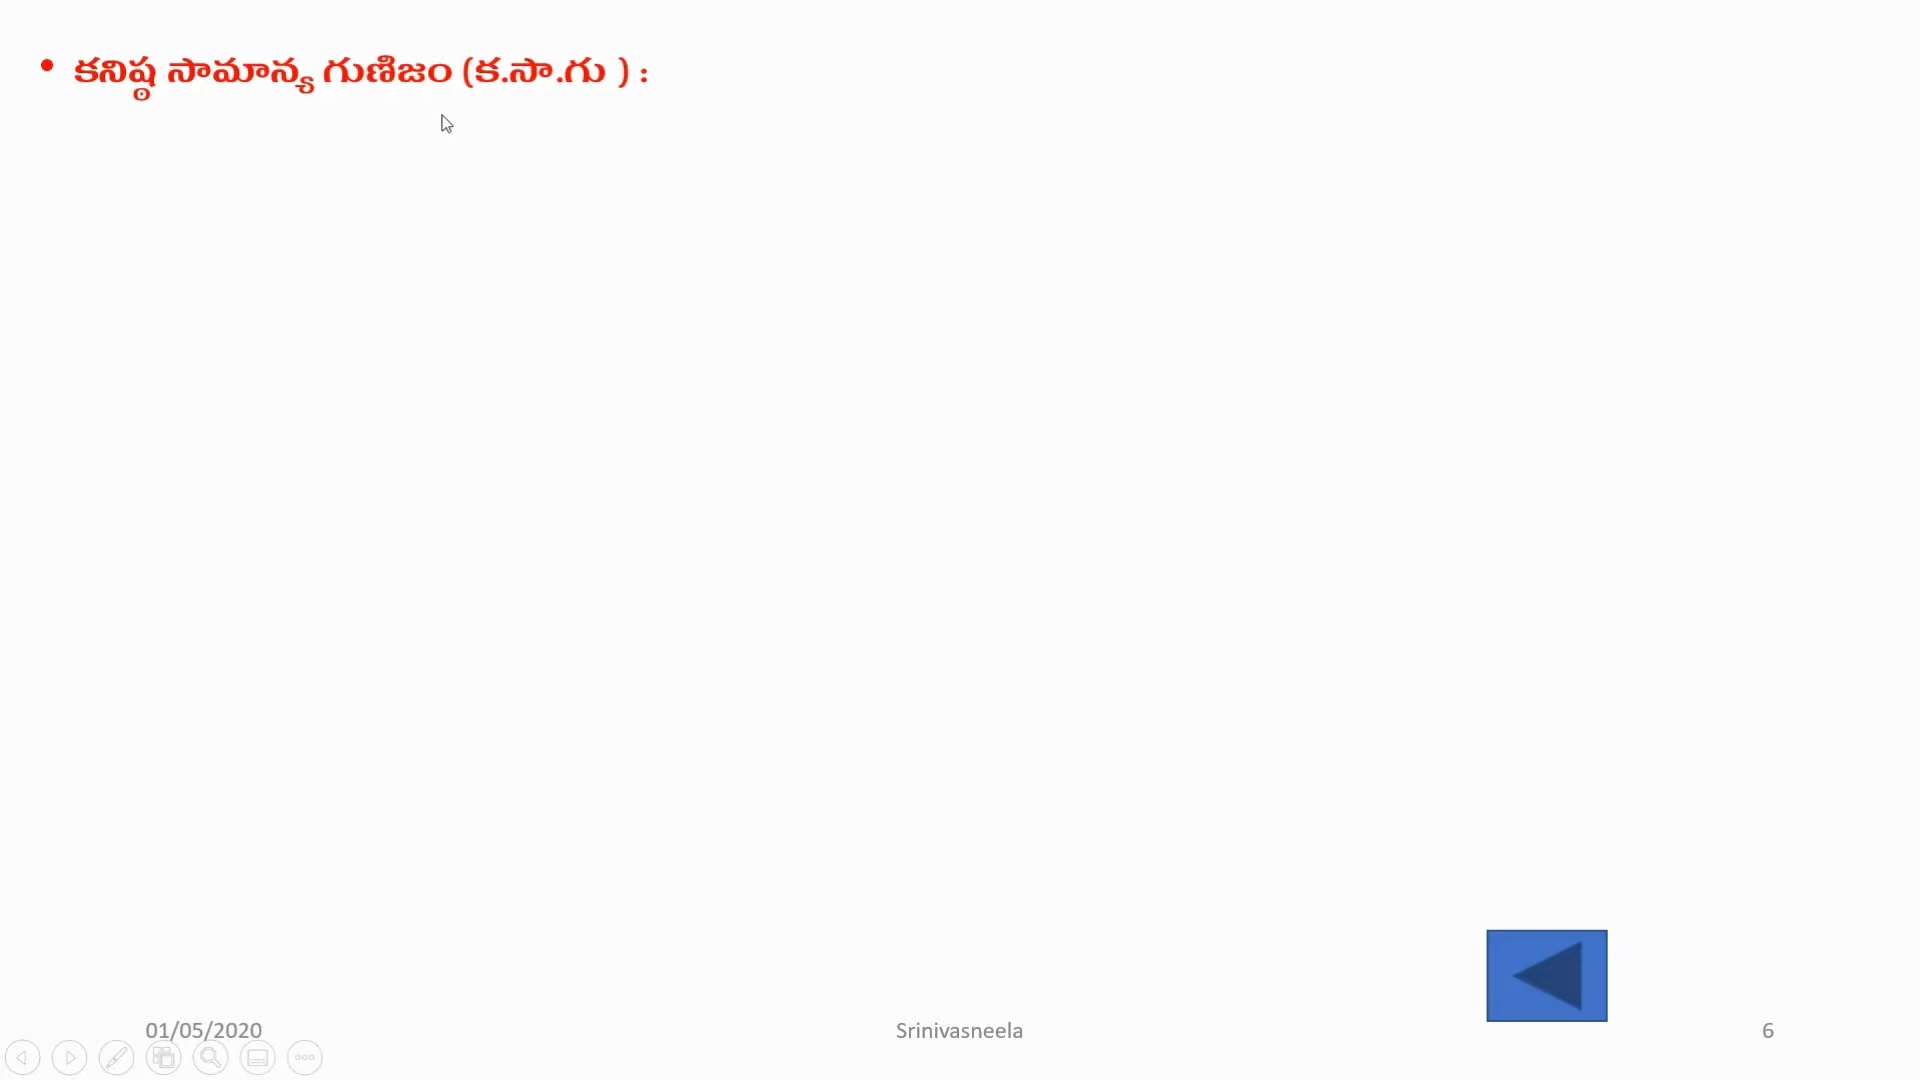 • కనిష్ఠ సామాన్య గుణిజం (క.సా.గు ) :
01/05/2020
Srinivasneela
6